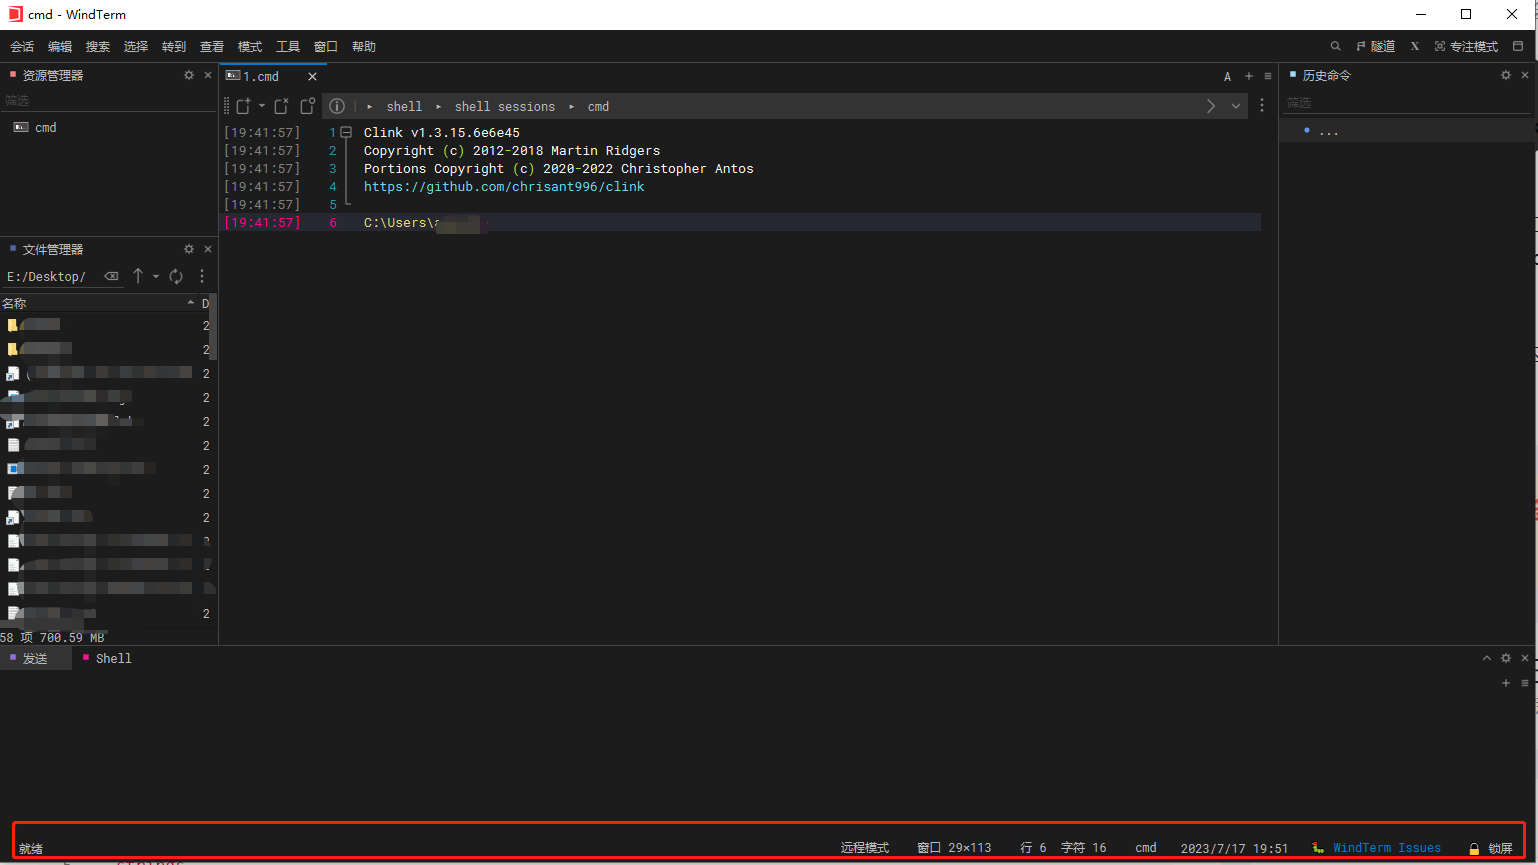 cmd - WindTerm
会话 编辑 搜索 选择 转到 查看 模式 工具 窗口 帮助 隧道 X 专注模式
资源管理器
筛选
cmd
文件管理器
E:/Desktop/
名称 D
2
2
2
2
2
2
2
2
2
2
58 项 700.59 MB
1.cmd A
shell shell sessions cmd
[19:41:57] 1 Clink v1.3.15.6e6e45
[19:41:57] 2 Copyright (c) 2012-2018 Martin Ridgers
[19:41:57] 3 Portions Copyright (c) 2020-2022 Christopher Antos
[19:41:57] 4 https://github.com/chrisant996/clink
[19:41:57] 5
[19:41:57] 6 C:\Users\
历史命令
筛选
...
发送 Shell
就绪 远程模式 窗口 29×113 行 6 字符 16 cmd 2023/7/17 19:51 WindTerm Issues 锁屏